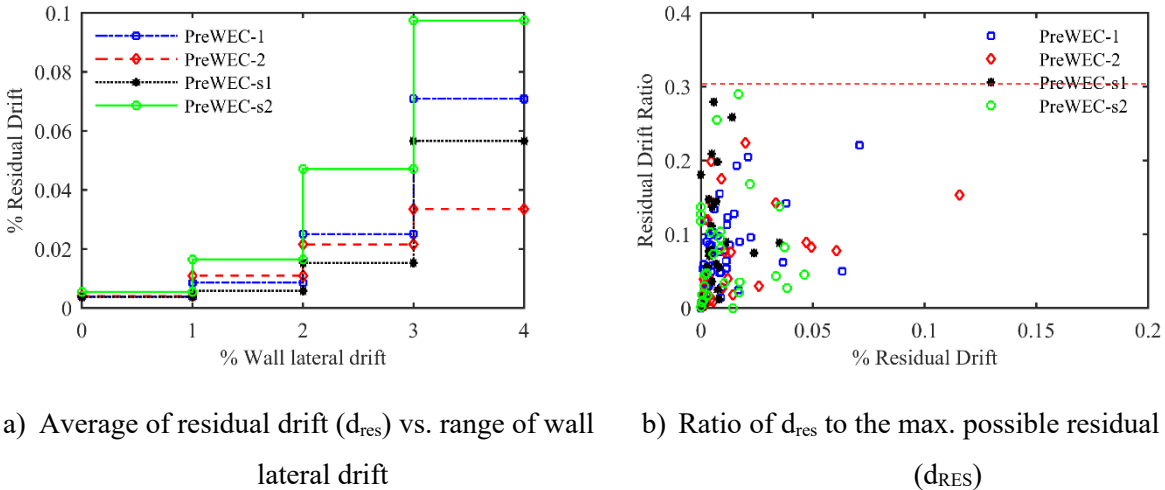 0.1
0.08
0.06
0.04
0.02
0
% Residual Drift
PreWEC-1
PreWEC-2
PreWEC-s1
PreWEC-s2
0 1 2 3 4
% Wall lateral drift
0.4
0.3
0.2
0.1
0.0
Residual Drift Ratio
PreWEC-1
PreWEC-2
PreWEC-s1
PreWEC-s2
0 0.05 0.1 0.15 0.2
% Residual Drift
a) Average of residual drift (dres) vs. range of wall
lateral drift
b) Ratio of dres to the max. possible residual
(dRES)